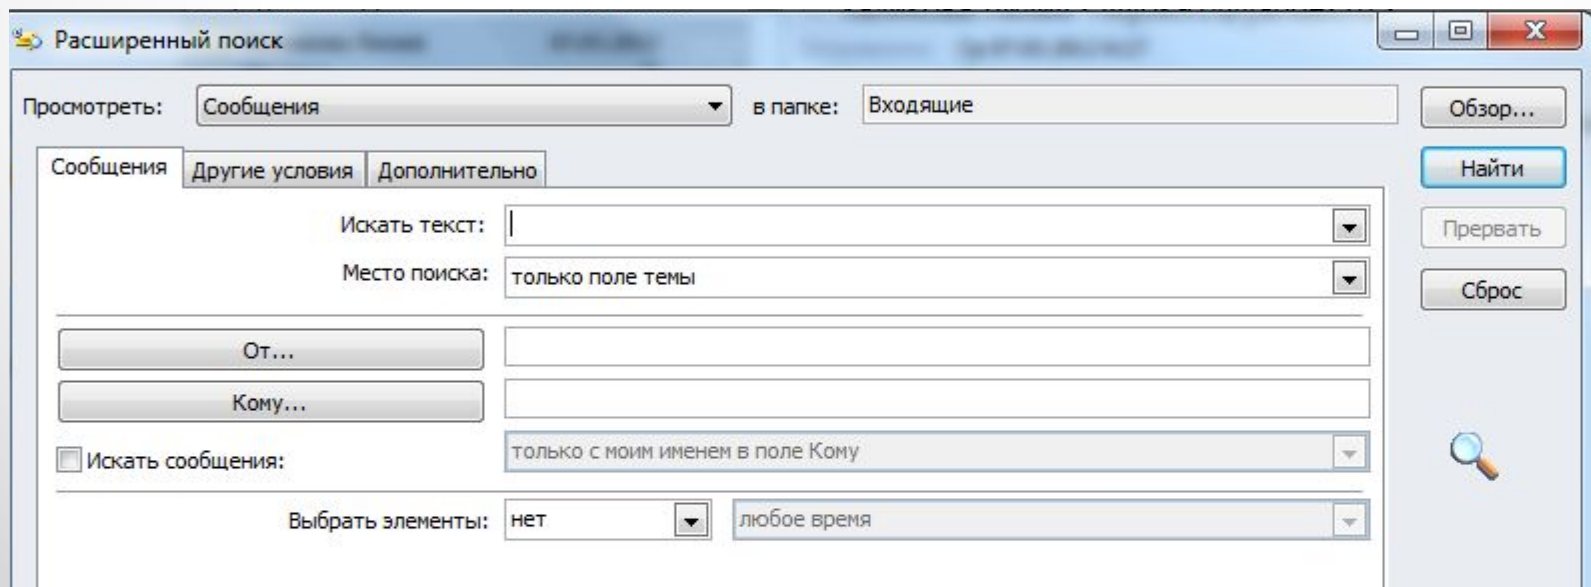 Расширенный поиск
Просмотреть: Сообщения в папке: Входящие Обзор...
Сообщения Другие условия Дополнительно Найти
Искать текст: Прервать
Место поиска: только поле темы Сброс
От...
Кому...
Искать сообщения: только с моим именем в поле Кому
Выбрать элементы: нет любое время